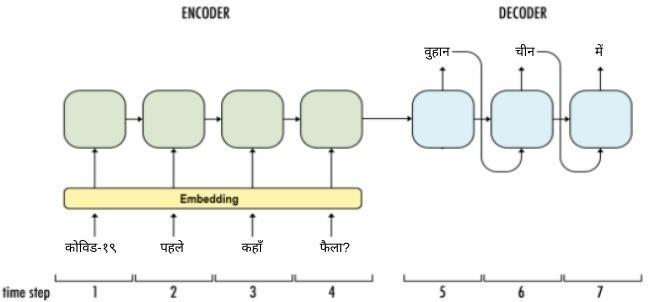 ENCODER DECODER
वुहान चीन में
Embedding
कोविड-१९ पहले कहाँ फैला?
time step 1 2 3 4 5 6 7